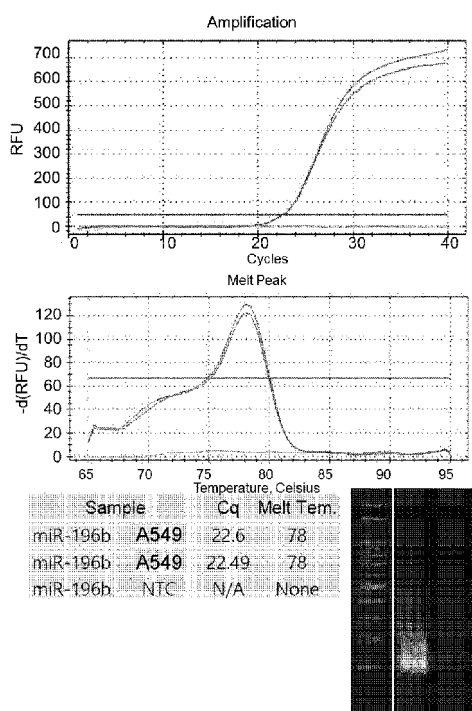 Amplification
700
600
500
400
300
200
100
0
RFU
0 10 20 30 40
Cycles
Melt Peak
120
100
80
60
40
20
0
-d(RFU)/dT
65 70 75 80 85 90 95
Temperature, Celsius
Sample Cq Melt Tem.
miR-196b A549 22.6 78
miR-196b A549 22.49 78
miR-196b NTC N/A None